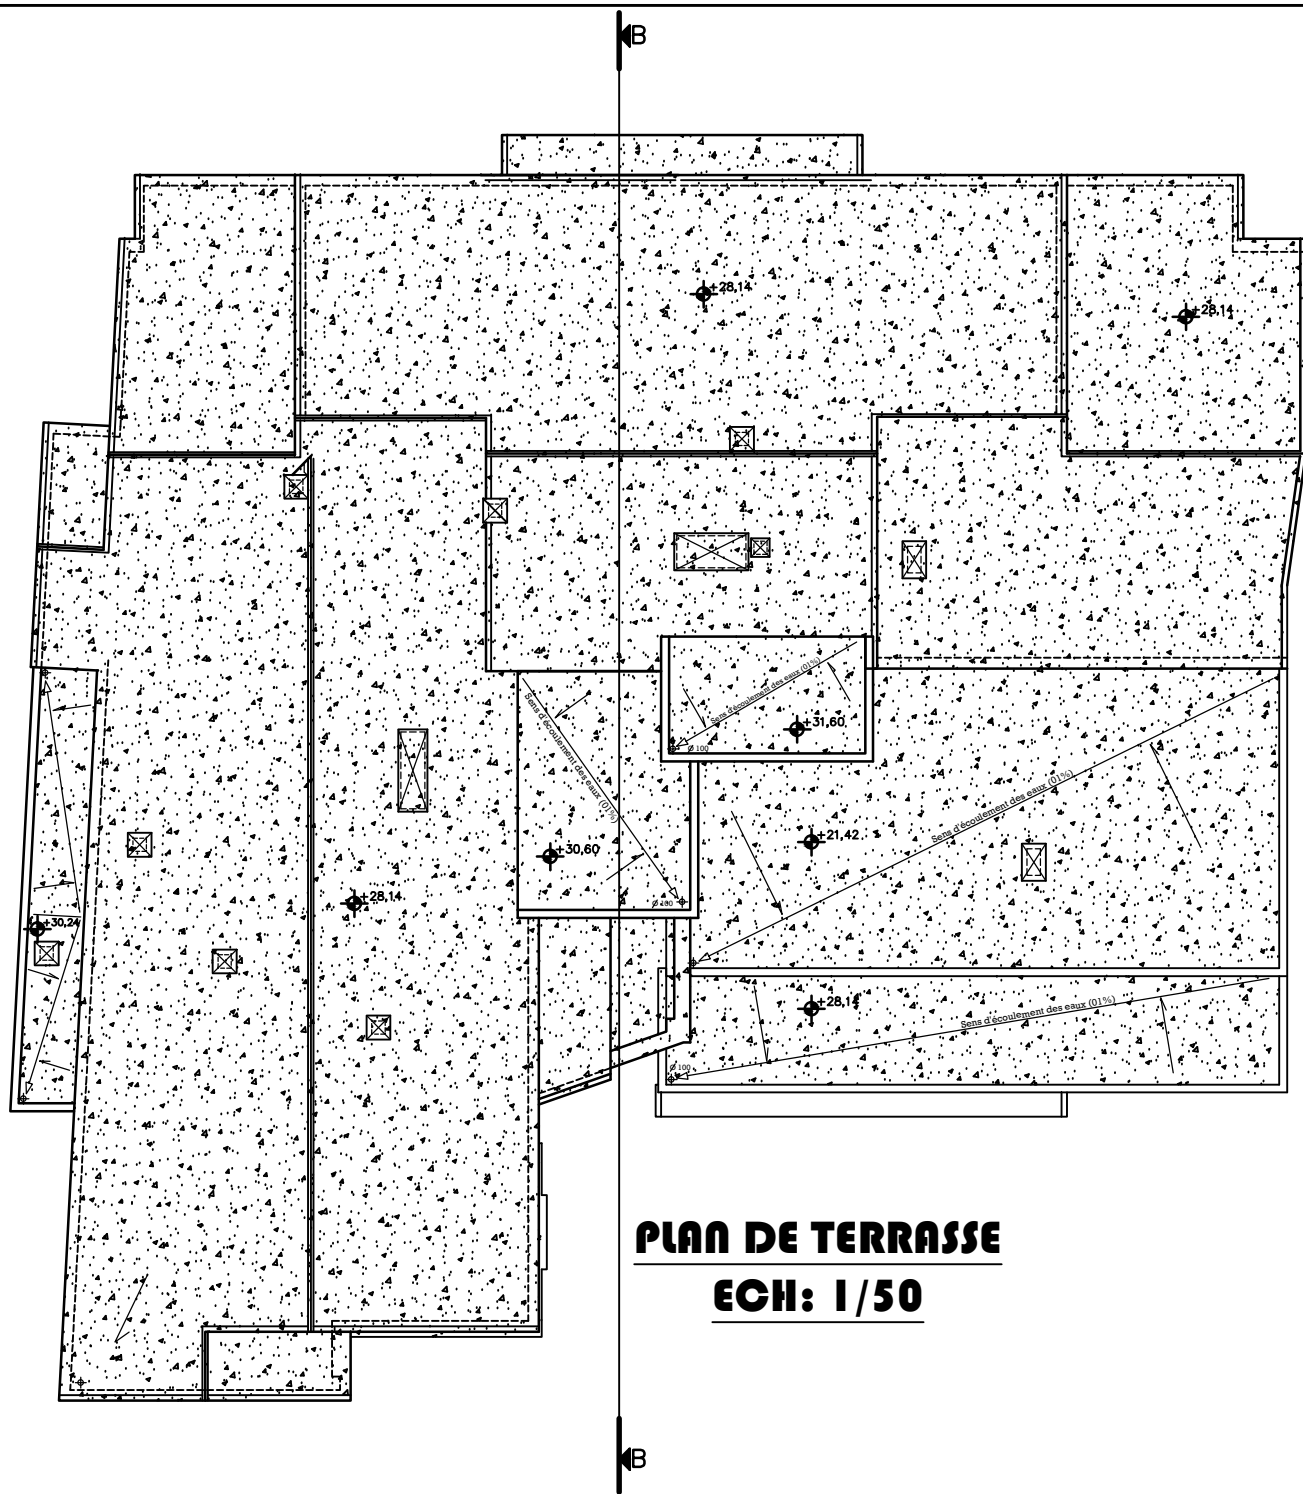 B
+28,14
+28,14
Sens d'écoulement des eaux (01%)
+31,60
Ø 100
Sens d'écoulement des eaux (01%)
Sens d'écoulement des eaux (01%)
+21,42
+30,60
+28,14
Ø 100
+30,24
+28,14
Sens d'écoulement des eaux (01%)
Ø 100
PLAN DE TERRASSE
ECH: 1/50
B